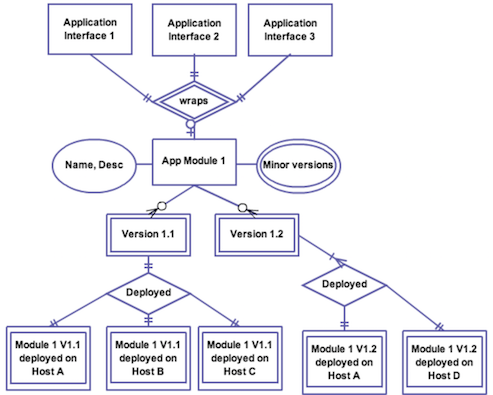 Application
Interface 1
Application
Interface 2
Application
Interface 3
wraps
Name, Desc
App Module 1
Minor versions
Version 1.1
Version 1.2
Deployed
Deployed
Module 1 V1.1
deployed on
Host A
Module 1 V1.1
deployed on
Host B
Module 1 V1.1
deployed on
Host C
Module 1 V1.2
deployed on
Host A
Module 1 V1.2
deployed on
Host D